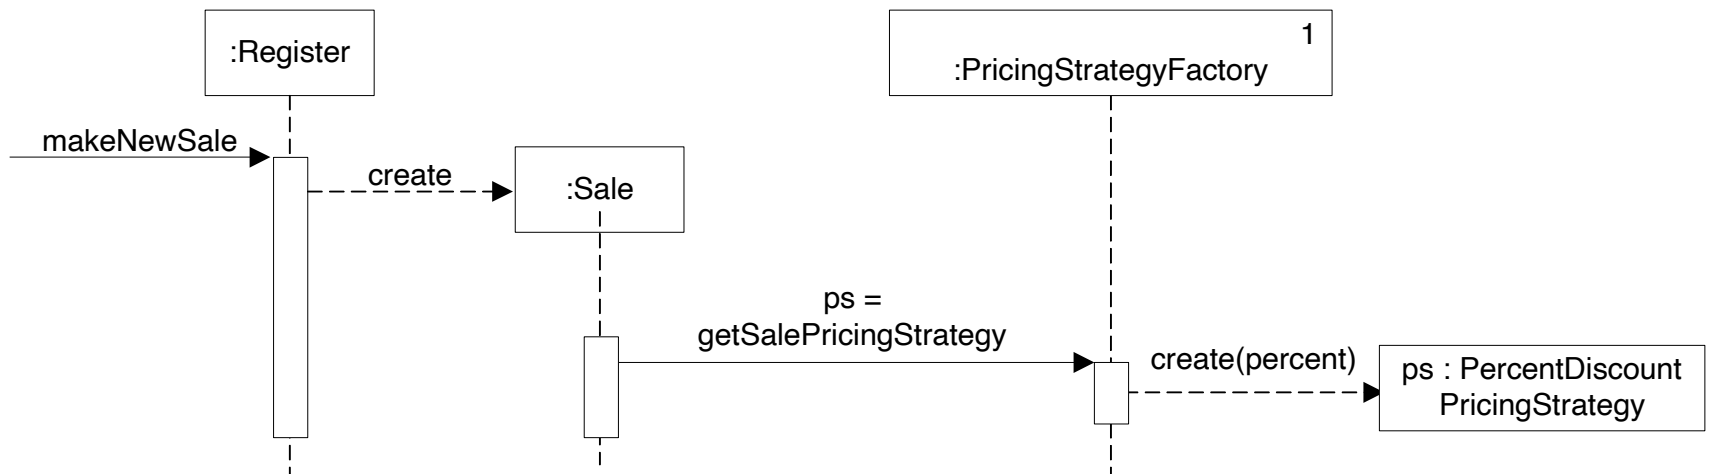 :Register
1
:PricingStrategyFactory
makeNewSale
create
:Sale
ps =
getSalePricingStrategy
create(percent)
ps : PercentDiscount
PricingStrategy